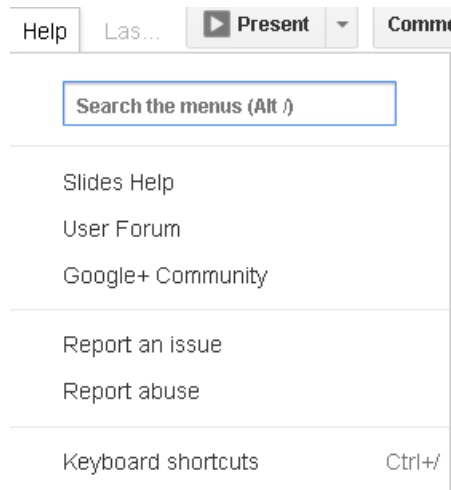 Help Las... Present Comme
Search the menus (Alt /)
Slides Help
User Forum
Google+ Community
Report an issue
Report abuse
Keyboard shortcuts Ctrl+/